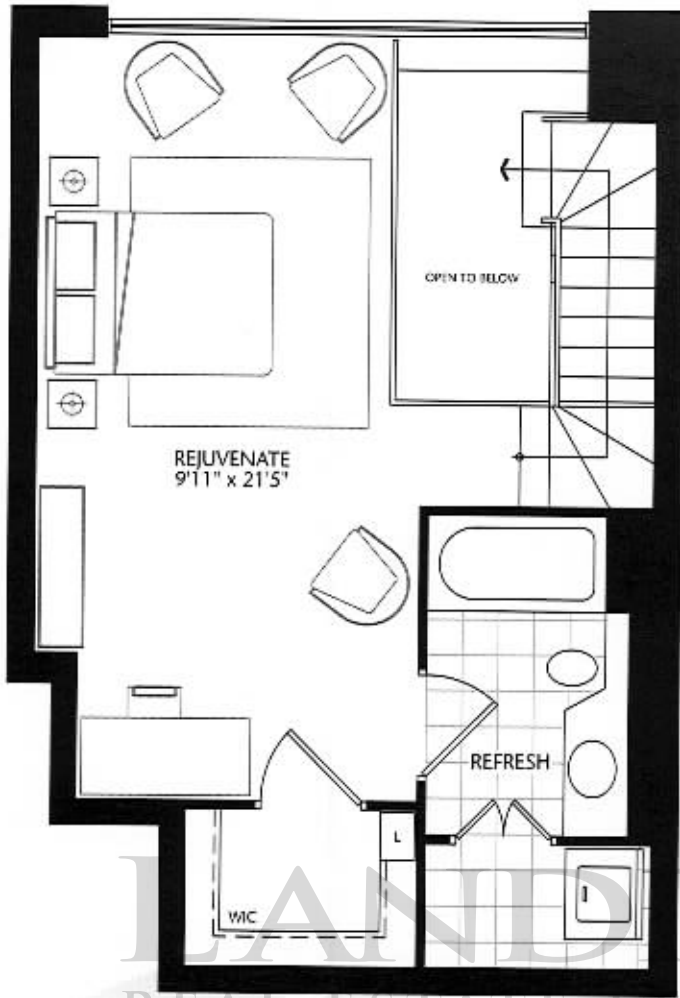 OPEN TO BELOW
REJUVENATE
9'11" x 21'5"
REFRESH
L
WIC
LAND